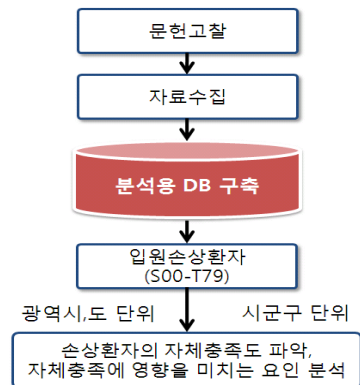 문헌고찰
자료수집
분석용 DB 구축
입원손상환자
(S00-T79)
광역시,도 단위
시군구 단위
손상환자의 자체충족도 파악,
자체충족에 영향을 미치는 요인 분석